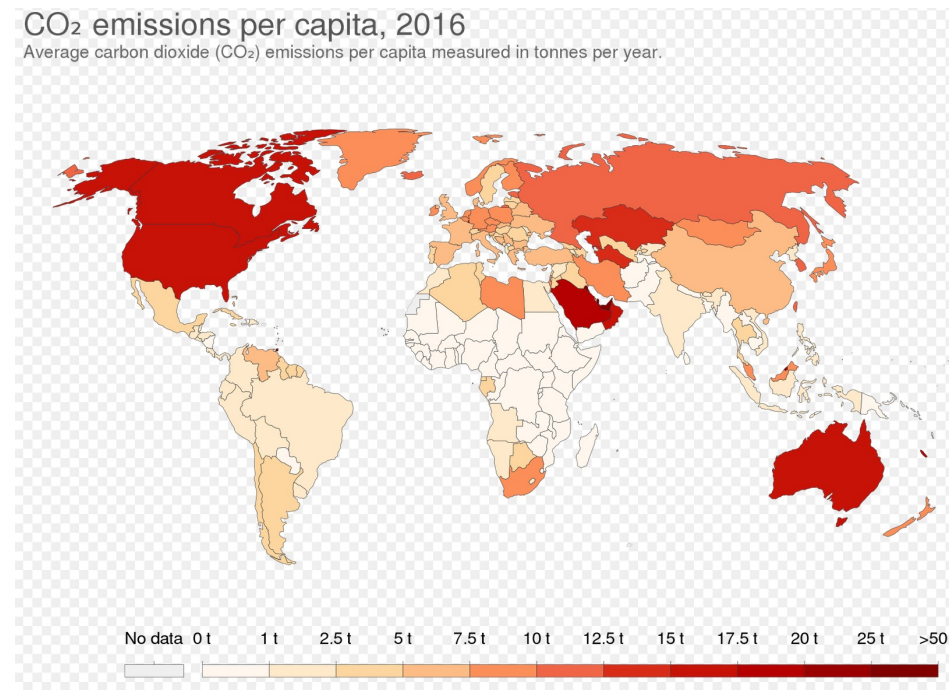 CO₂ emissions per capita, 2016
Average carbon dioxide (CO₂) emissions per capita measured in tonnes per year.
No data 0 t 1 t 2.5 t 5 t 7.5 t 10 t 12.5 t 15 t 17.5 t 20 t 25 t >50